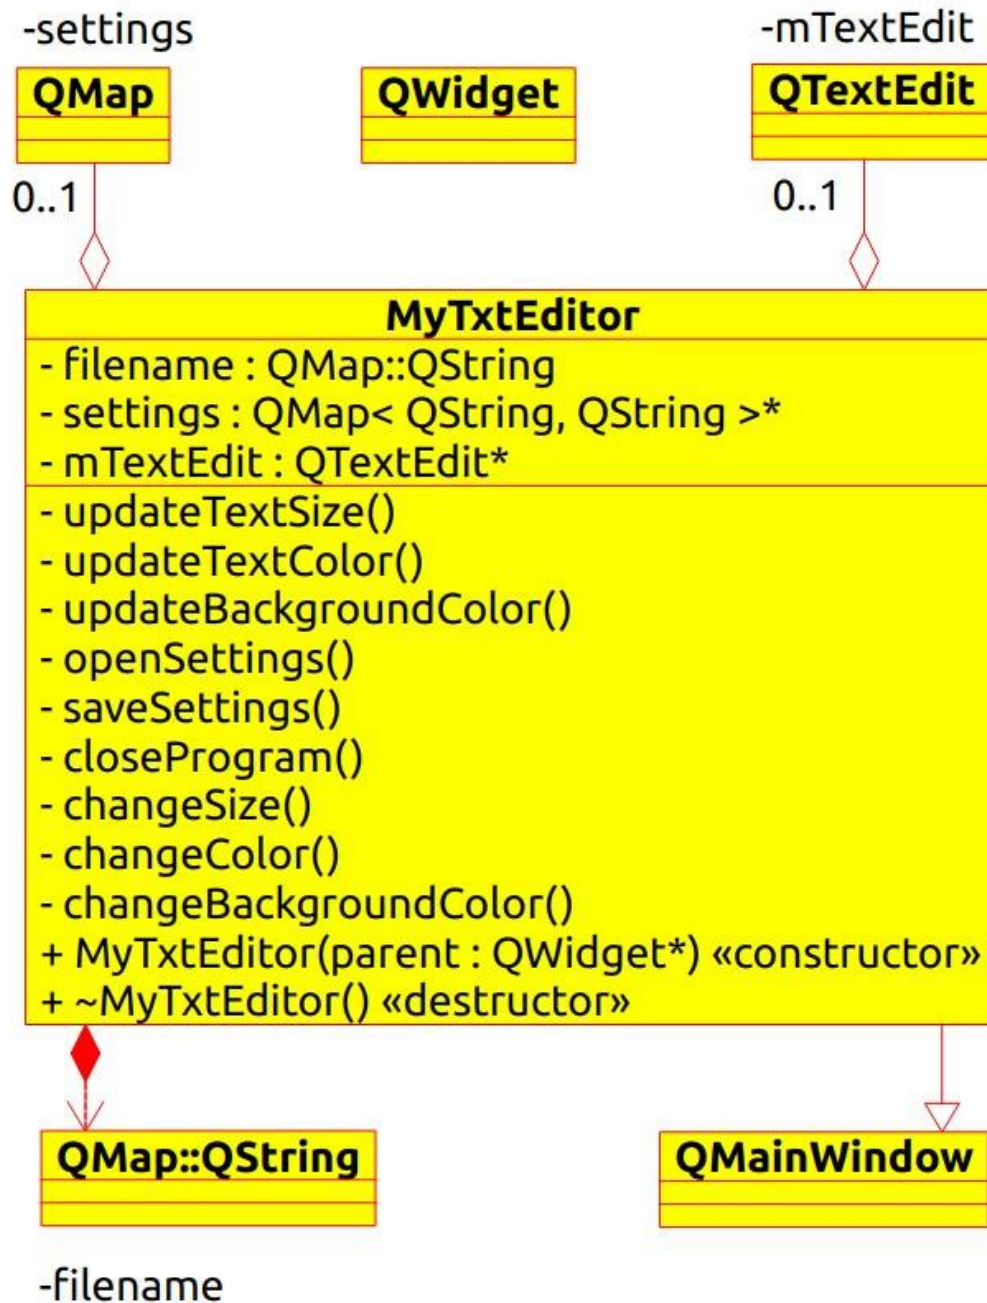 -settings
-mTextEdit
QMap
QWidget
QTextEdit
0..1
0..1
MyTxtEditor
- filename : QMap::QString
- settings : QMap< QString, QString >*
- mTextEdit : QTextEdit*
- updateTextSize()
- updateTextColor()
- updateBackgroundColor()
- openSettings()
- saveSettings()
- closeProgram()
- changeSize()
- changeColor()
- changeBackgroundColor()
+ MyTxtEditor(parent : QWidget*) «constructor»
+ ~MyTxtEditor() «destructor»
QMap::QString
QMainWindow
-filename